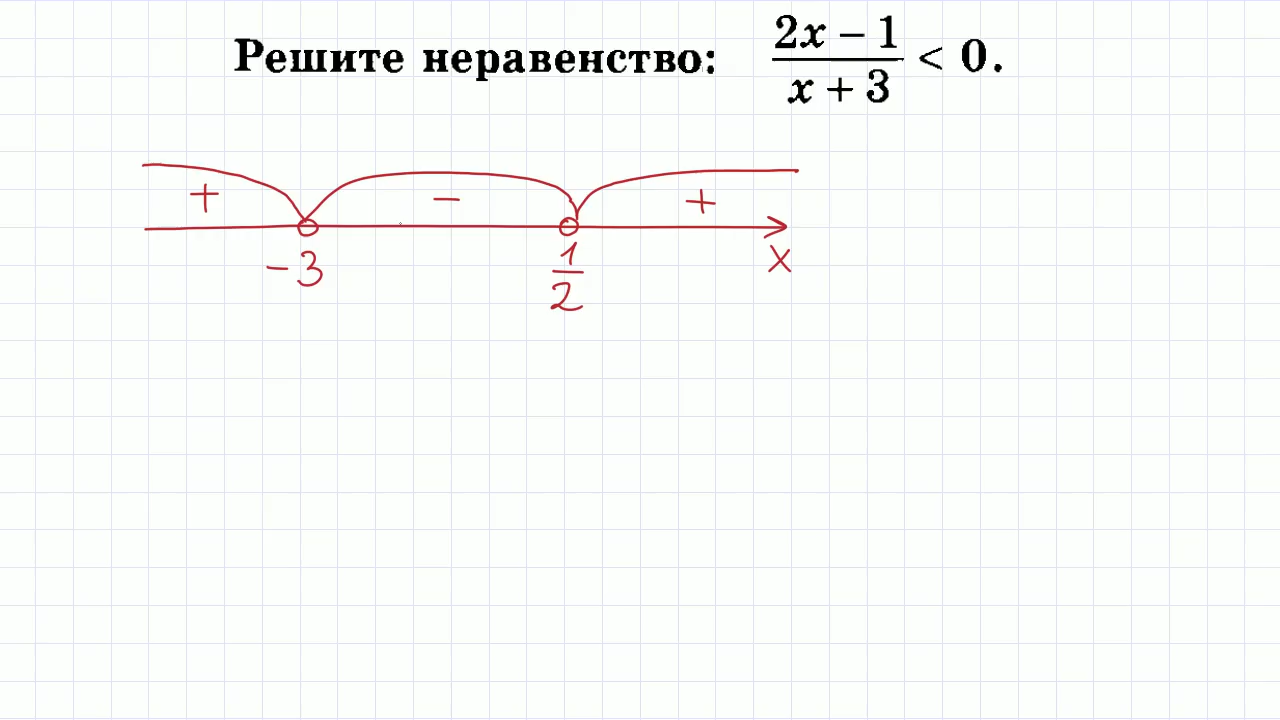 Решите неравенство: (2x − 1)/(x + 3) < 0.
+ − +
−3 1/2 x